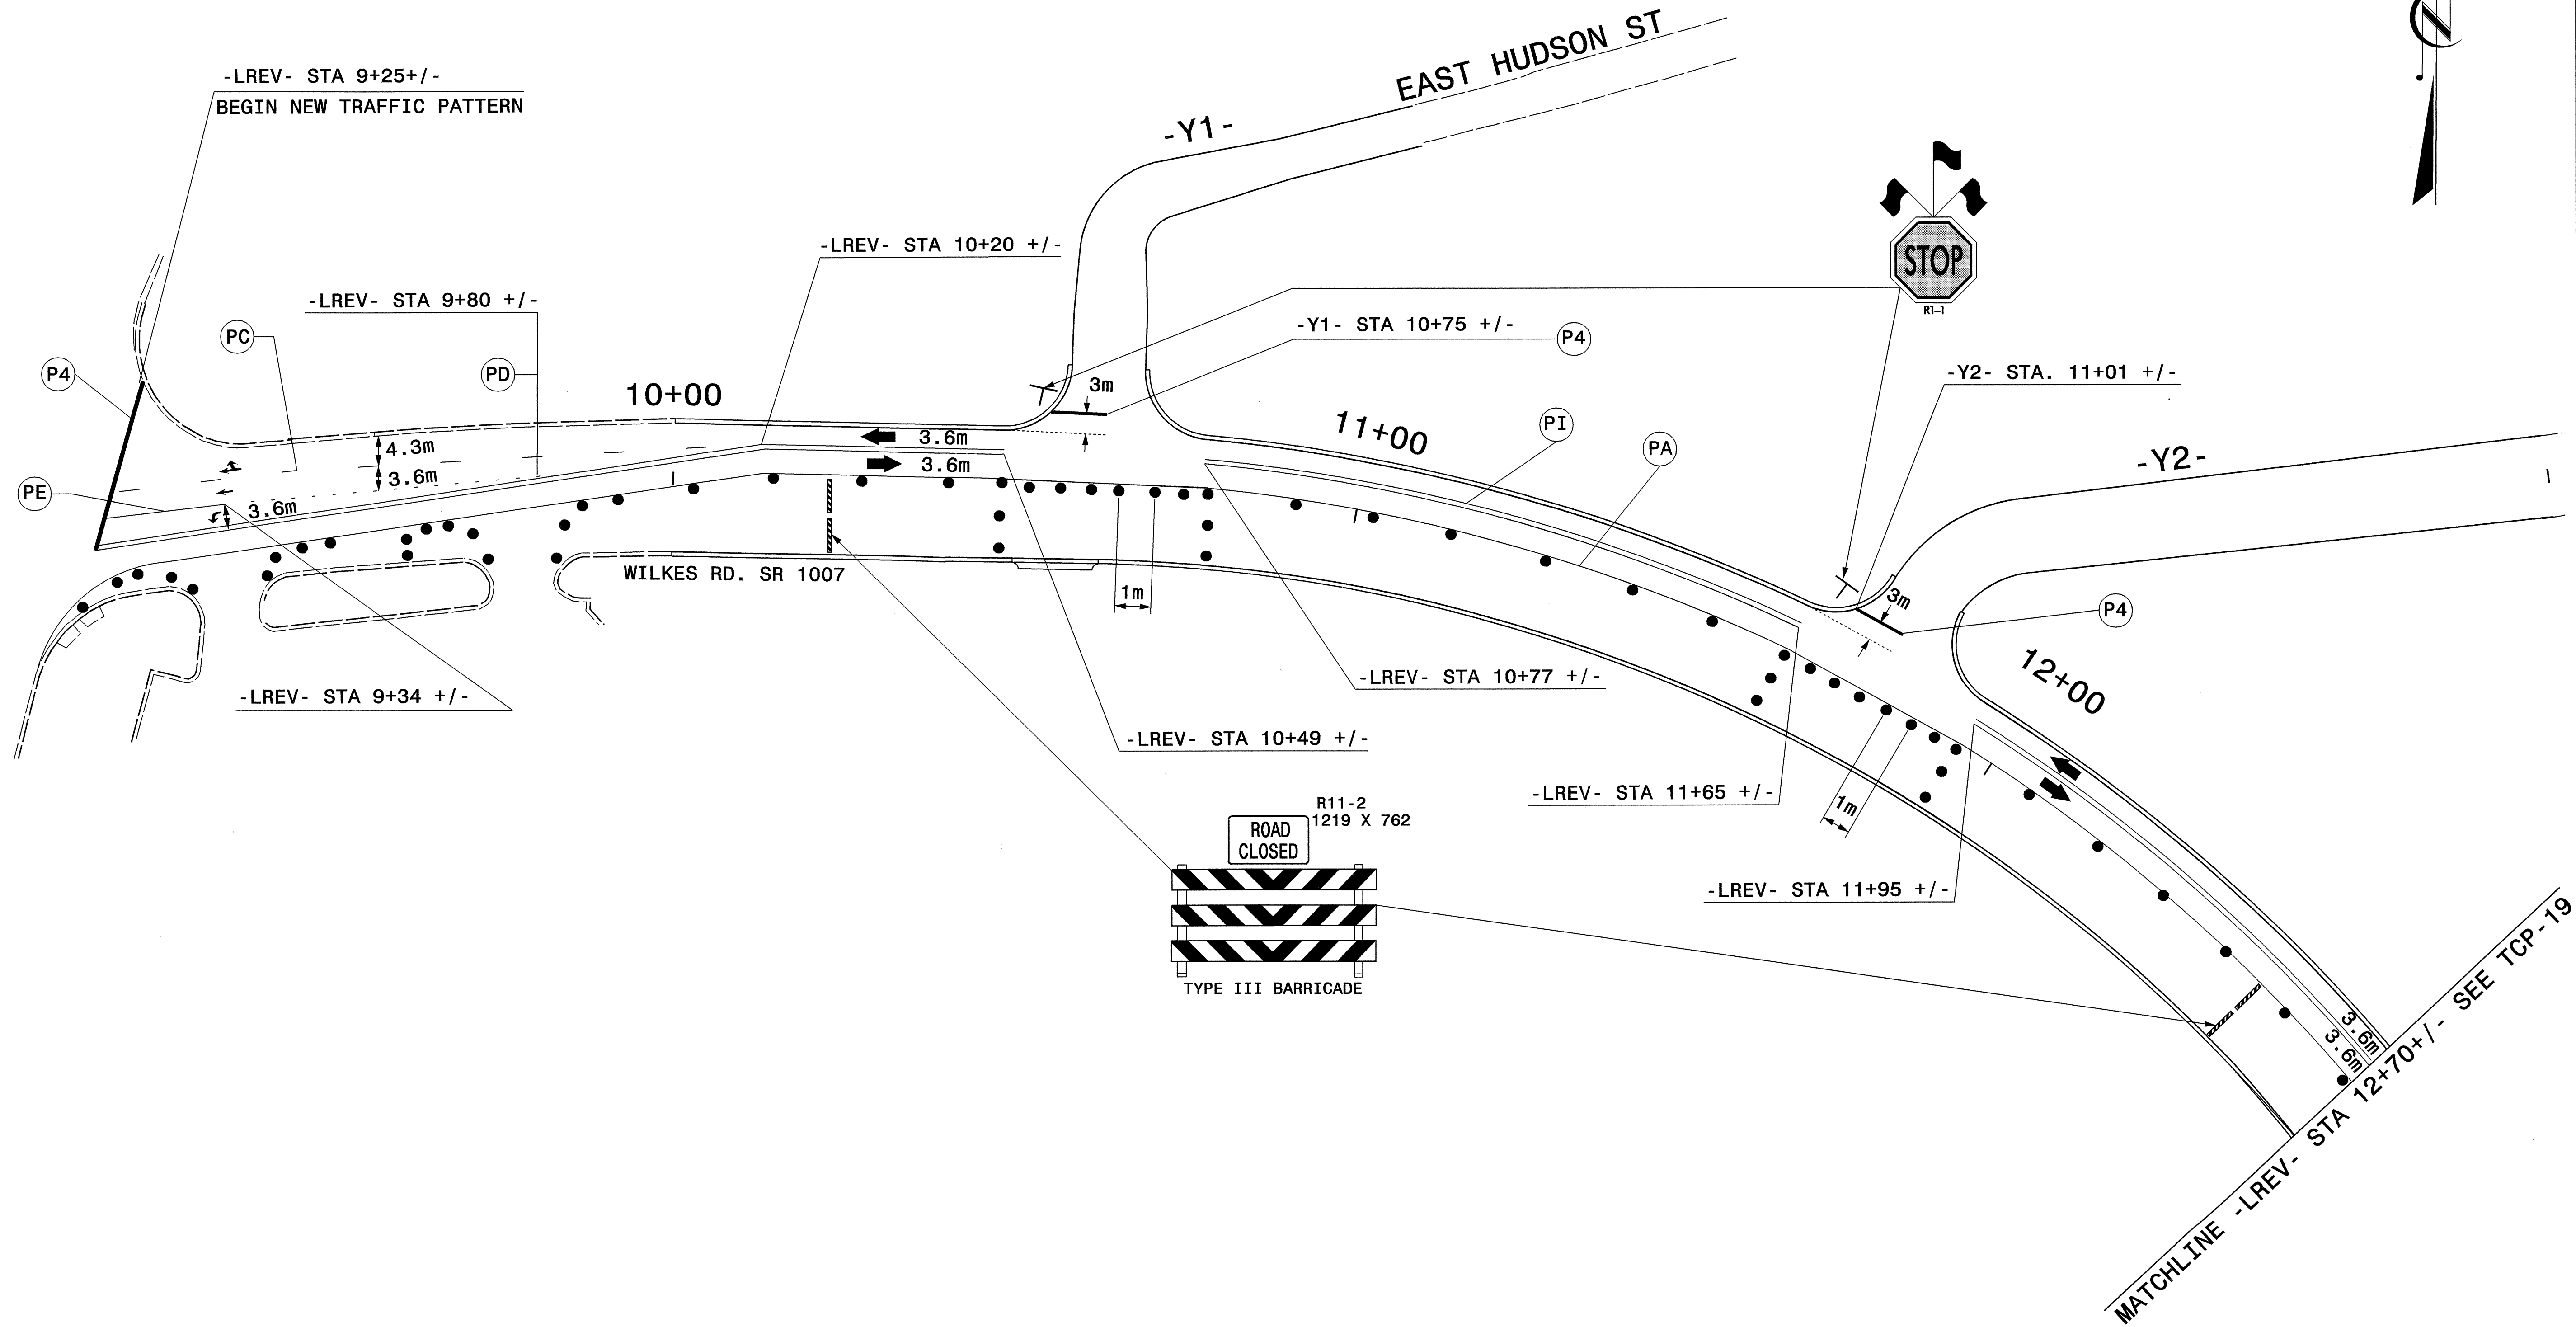 -LREV- STA 9+25+/-
BEGIN NEW TRAFFIC PATTERN
EAST HUDSON ST
-Y1-
N
-LREV- STA 10+20 +/-
STOP
R1-1
-LREV- STA 9+80 +/-
PC
-Y1- STA 10+75 +/-
P4
P4
PD
-Y2- STA. 11+01 +/-
10+00
3m
11+00
PI
PA
4.3m
3.6m
3.6m
3.6m
-Y2-
PE
3.6m
WILKES RD. SR 1007
1m
3m
P4
12+00
-LREV- STA 9+34 +/-
-LREV- STA 10+77 +/-
-LREV- STA 10+49 +/-
-LREV- STA 11+65 +/-
1m
R11-2
1219 X 762
ROAD
CLOSED
TYPE III BARRICADE
-LREV- STA 11+95 +/-
3.6m
3.6m
MATCHLINE -LREV- STA 12+70+/- SEE TCP-19